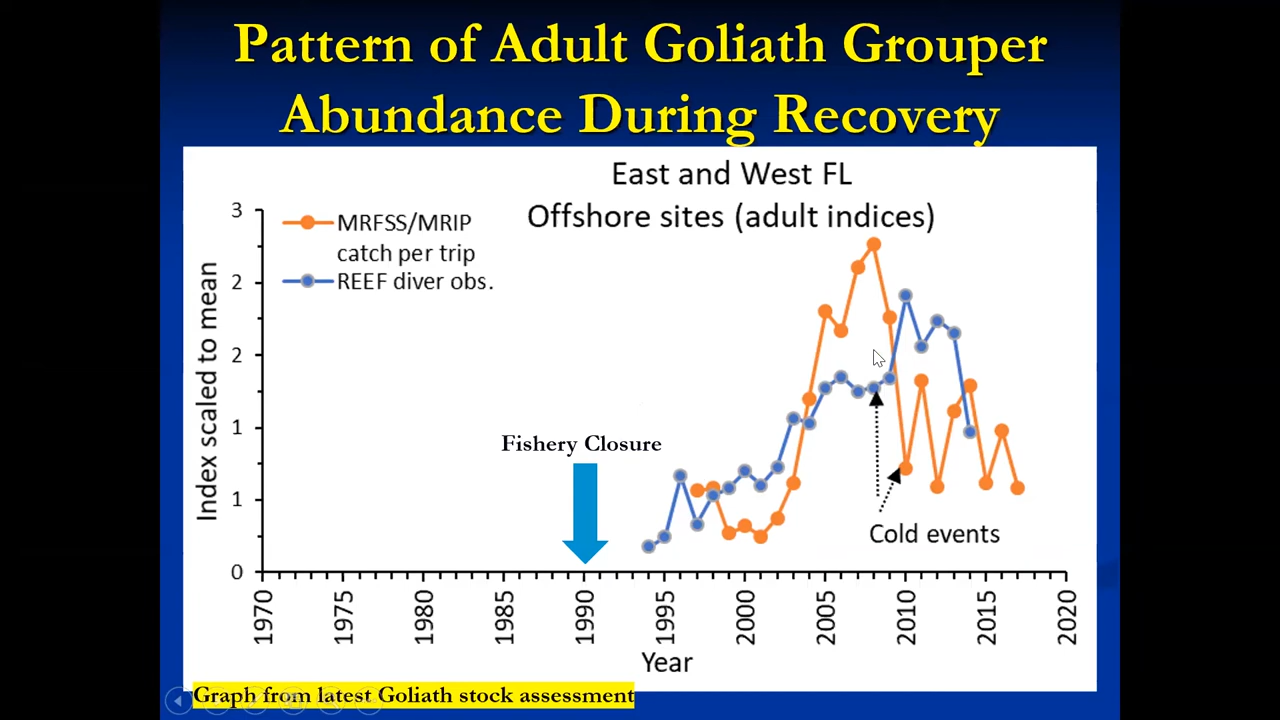 Pattern of Adult Goliath Grouper
Abundance During Recovery
East and West FL
Offshore sites (adult indices)
MRFSS/MRIP
catch per trip
REEF diver obs.
Index scaled to mean
3
2
2
1
1
0
Fishery Closure
Cold events
1970
1975
1980
1985
1990
1995
2000
2005
2010
2015
2020
Year
Graph from latest Goliath stock assessment